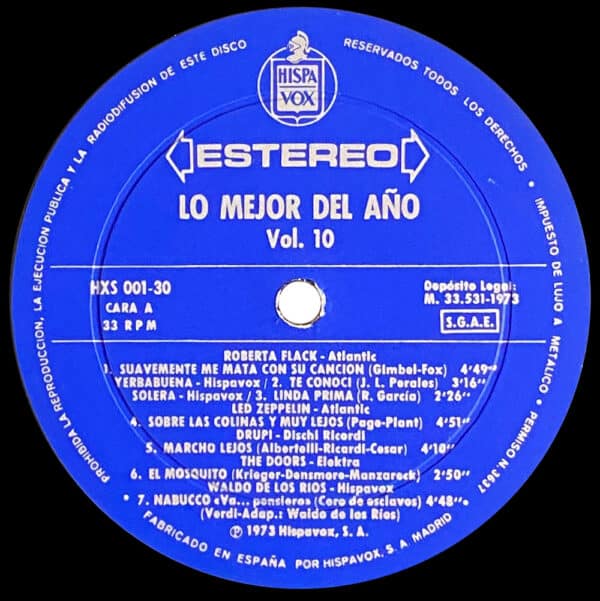 PROHIBIDA LA REPRODUCCION, LA EJECUCION PUBLICA Y LA RADIODIFUSION DE ESTE DISCO
RESERVADOS TODOS LOS DERECHOS • IMPUESTO DE LUJO A METALICO • PERMISO N. 3637
HISPA
VOX
ESTEREO
LO MEJOR DEL AÑO
Vol. 10
HXS 001-30
CARA A
33 RPM
Depósito Legal:
M. 33.531-1973
S.G.A.E.
ROBERTA FLACK - Atlantic
1. SUAVEMENTE ME MATA CON SU CANCION (Gimbel-Fox) 4'49"
YERBABUENA - Hispavox / 2. TE CONOCI (J. L. Perales) 3'16"
SOLERA - Hispavox / 3. LINDA PRIMA (R. García) 2'26"
LED ZEPPELIN - Atlantic
4. SOBRE LAS COLINAS Y MUY LEJOS (Page-Plant) 4'51"
DRUPI - Dischi Ricordi
5. MARCHO LEJOS (Albertelli-Ricardi-Cesar) 4'10"
THE DOORS - Elektra
6. EL MOSQUITO (Krieger-Densmore-Manzareck) 2'50"
WALDO DE LOS RIOS - Hispavox
* 7. NABUCCO «Va... pensiero» (Coro de esclavos) 4'48"
(Verdi-Adap.: Waldo de los Ríos)
℗ 1973 Hispavox, S. A.
FABRICADO EN ESPAÑA POR HISPAVOX, S. A. MADRID